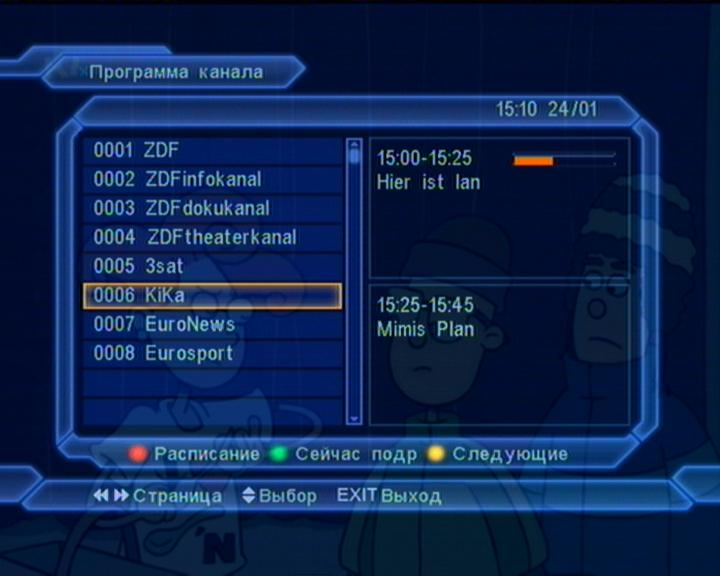 Программа канала
15:10 24/01
0001 ZDF
0002 ZDFinfokanal
0003 ZDFdokukanal
0004 ZDFtheaterkanal
0005 3sat
0006 KiKa
0007 EuroNews
0008 Eurosport
15:00-15:25
Hier ist Ian
15:25-15:45
Mimis Plan
Расписание Сейчас подр Следующие
Страница Выбор EXIT Выход
'N